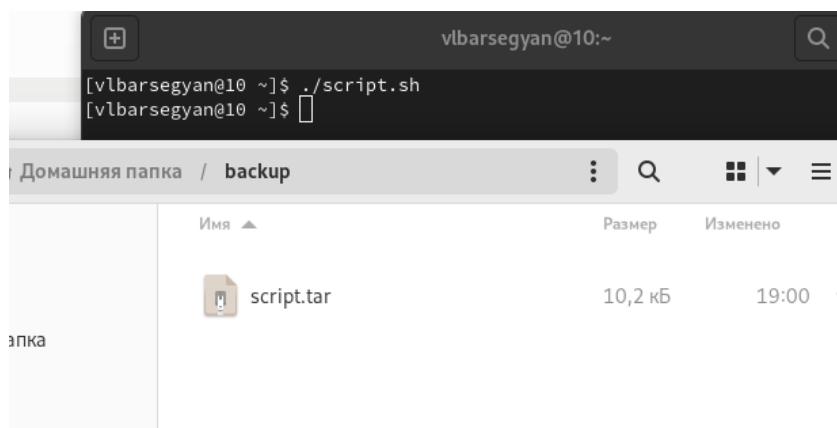 vlbarsegyan@10:~
[vlbarsegyan@10 ~]$ ./script.sh
[vlbarsegyan@10 ~]$
Домашняя папка / backup
Имя Размер Изменено
script.tar 10,2 кБ 19:00
апка